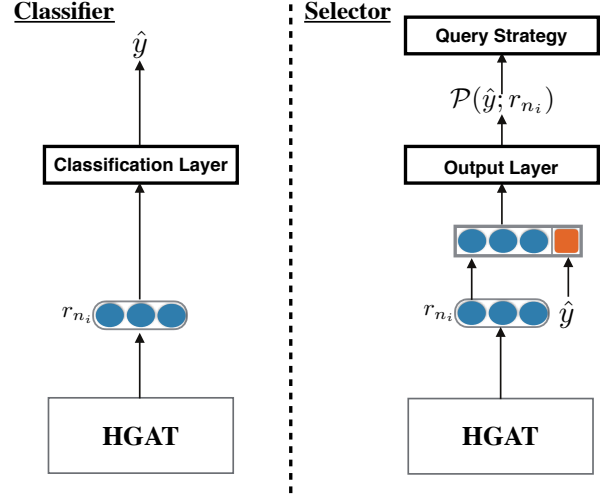 Classifier
ŷ
Classification Layer
r_{n_i}
HGAT
Selector
Query Strategy
𝒫(ŷ; r_{n_i})
Output Layer
r_{n_i} ŷ
HGAT